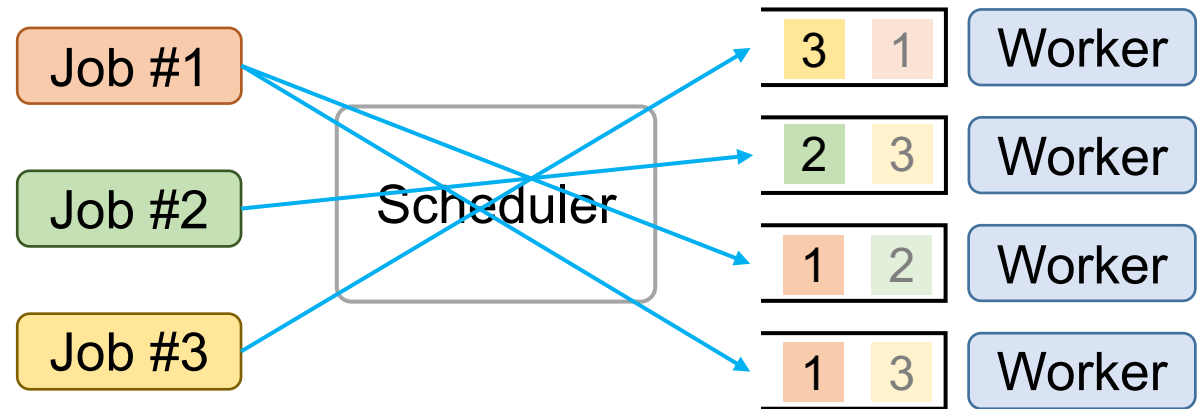 Job #1
Job #2
Job #3
Scheduler
3 1 Worker
2 3 Worker
1 2 Worker
1 3 Worker